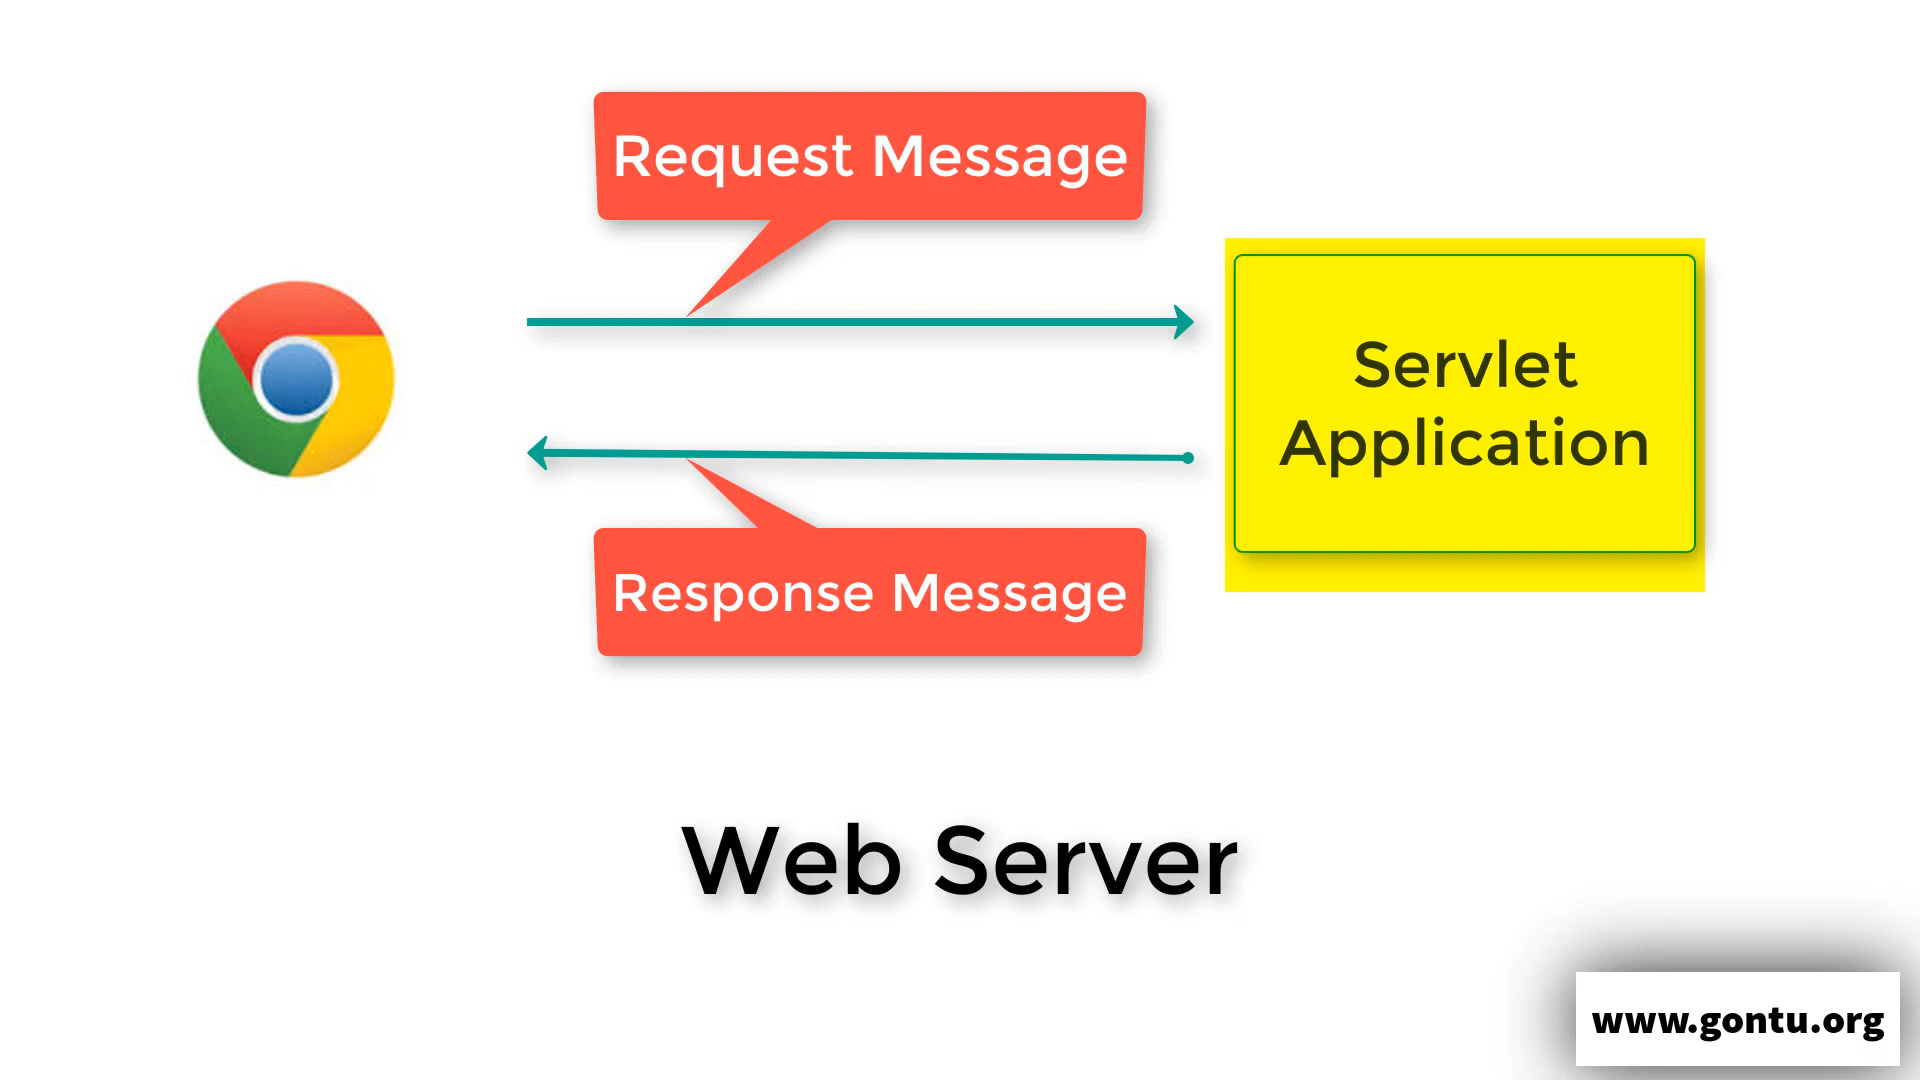 Request Message
Servlet
Application
Response Message
Web Server
www.gontu.org